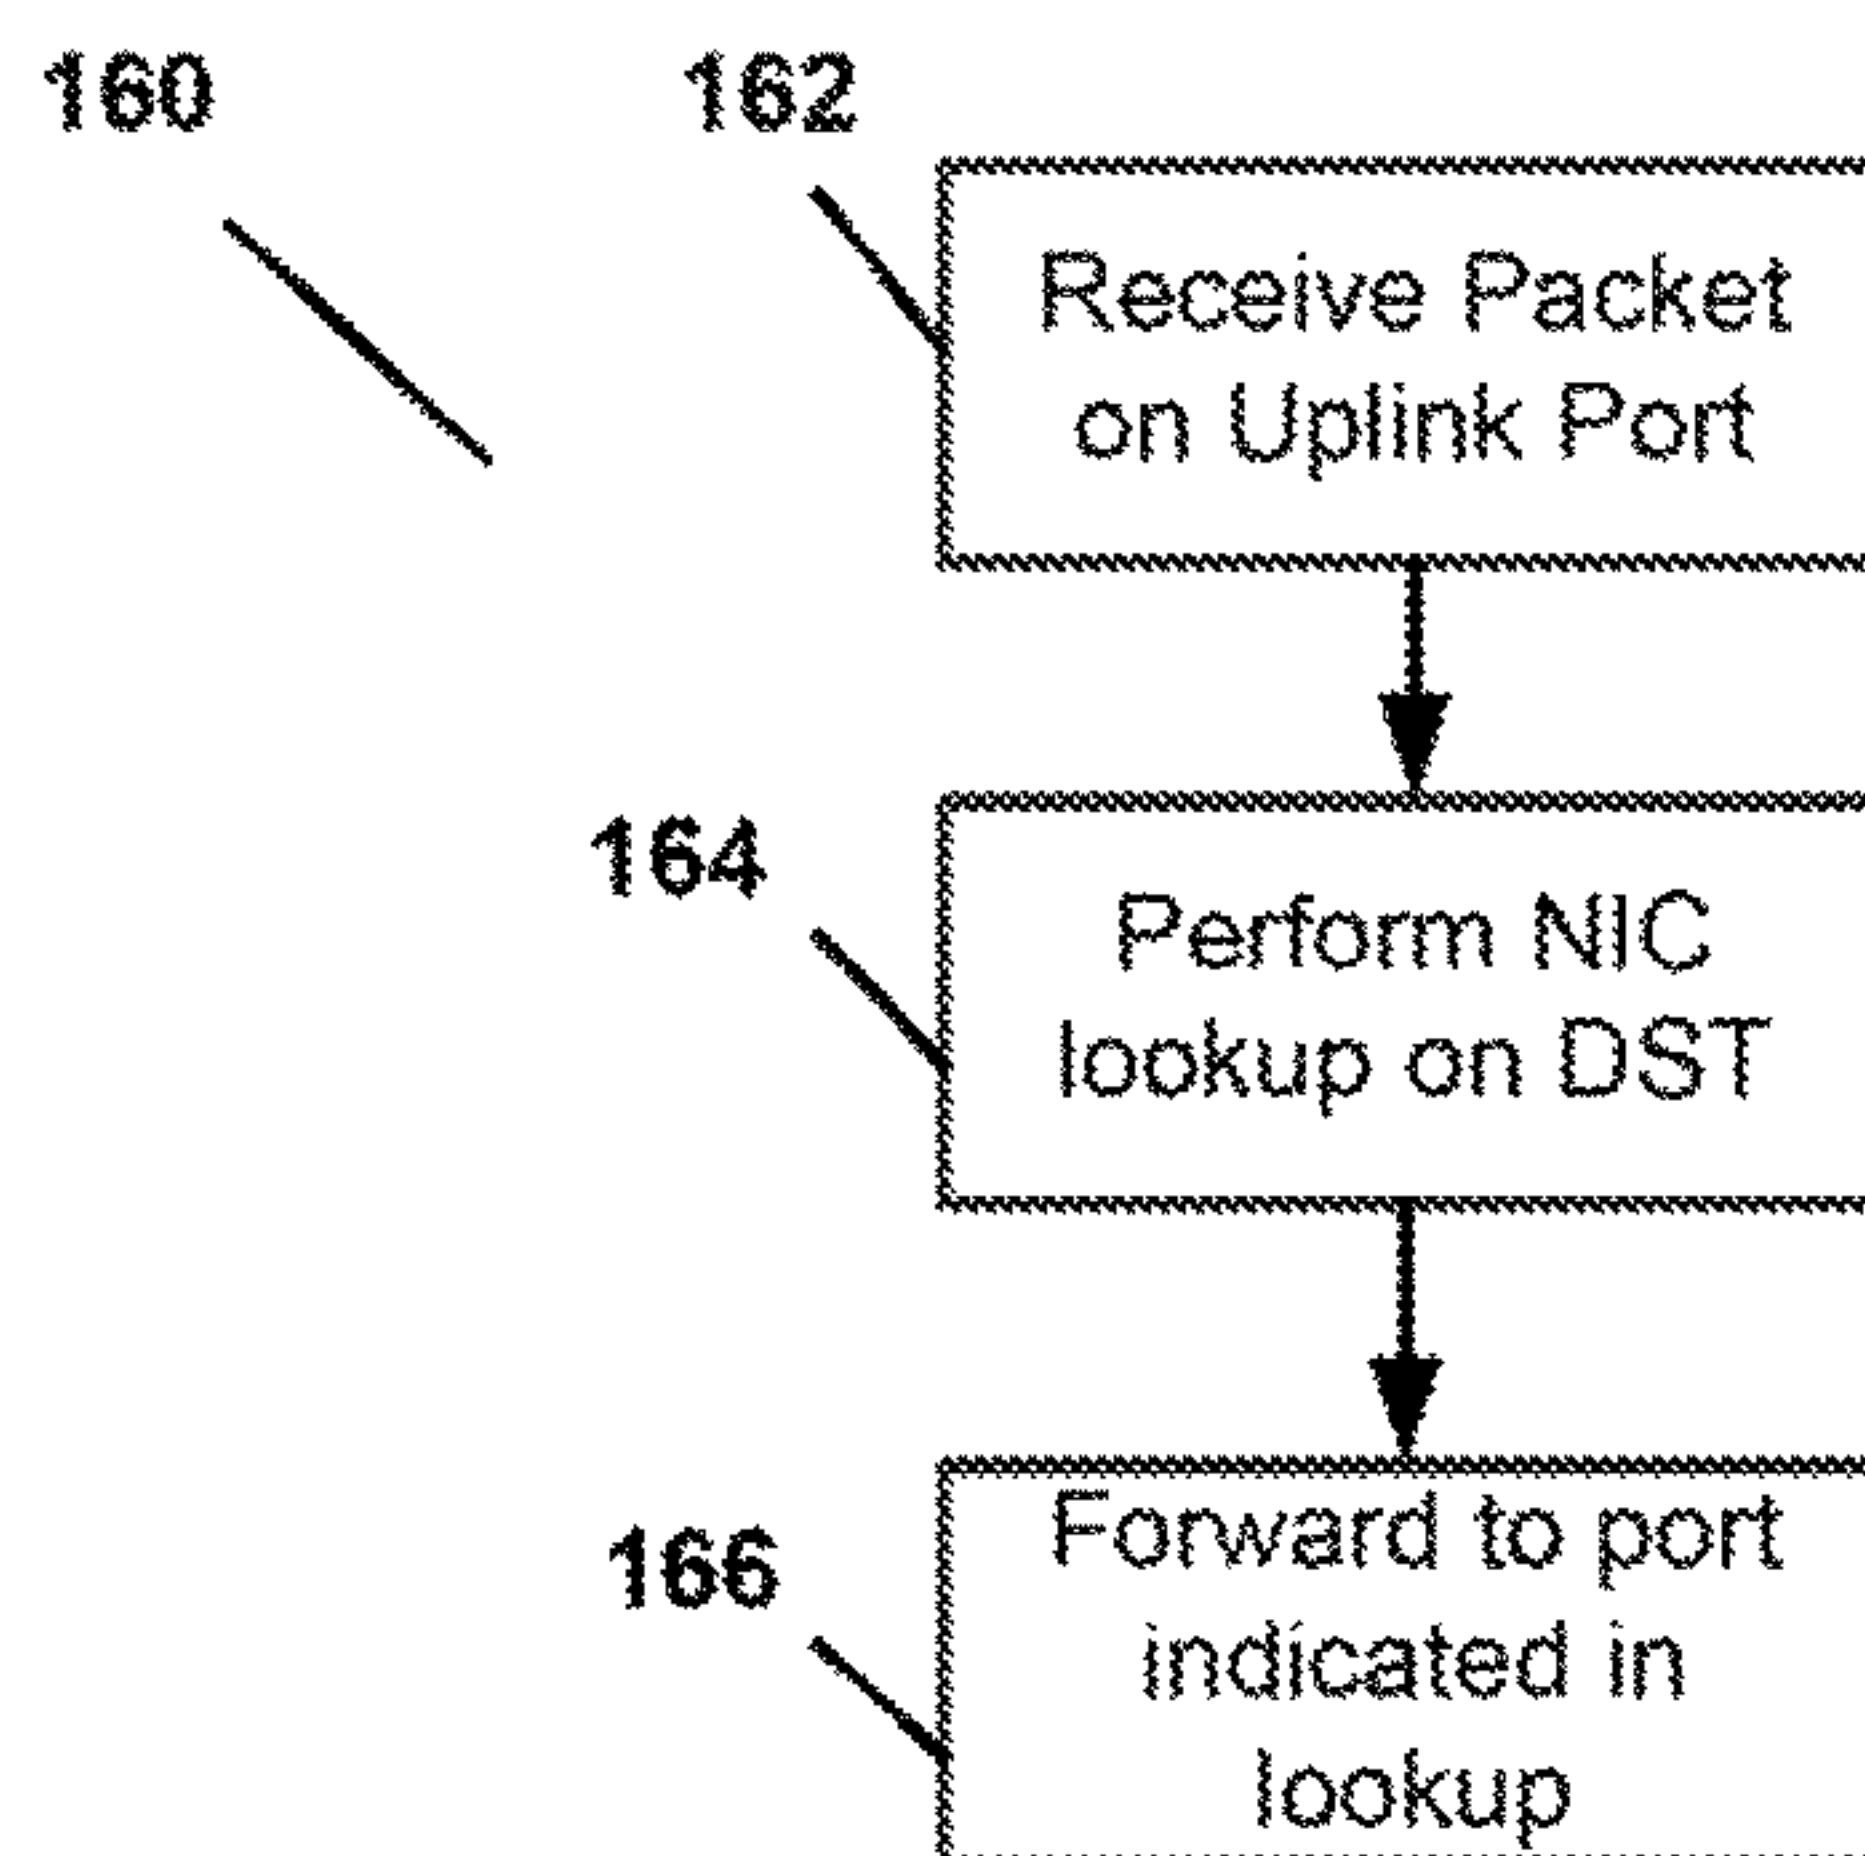 160
162
Receive Packet
on Uplink Port
164
Perform NIC
lookup on DST
166
Forward to port
indicated in
lookup